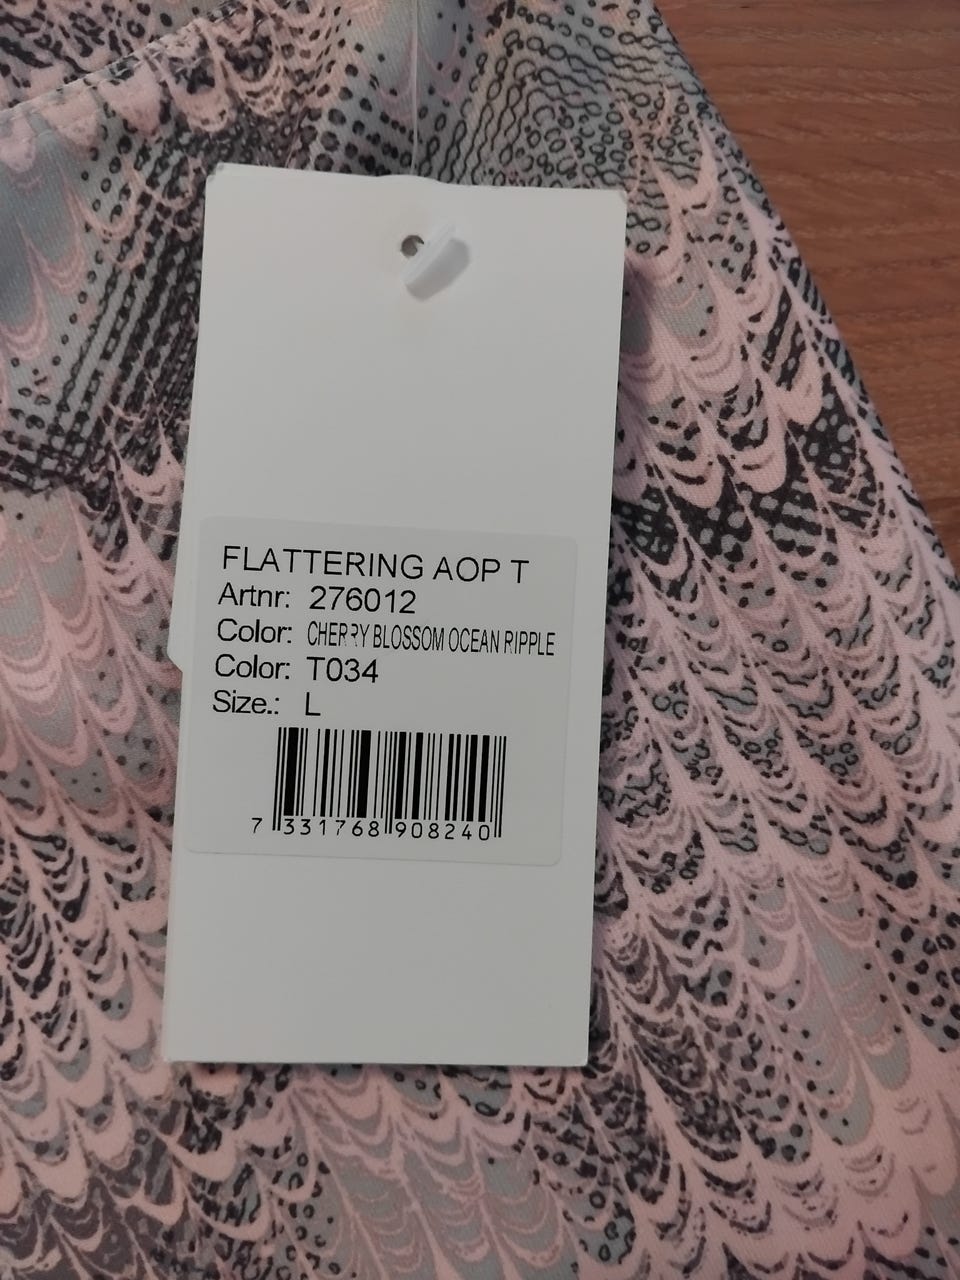 FLATTERING AOP T
Artnr: 276012
Color: CHERRY BLOSSOM OCEAN RIPPLE
Color: T034
Size.: L
7 331768 908240